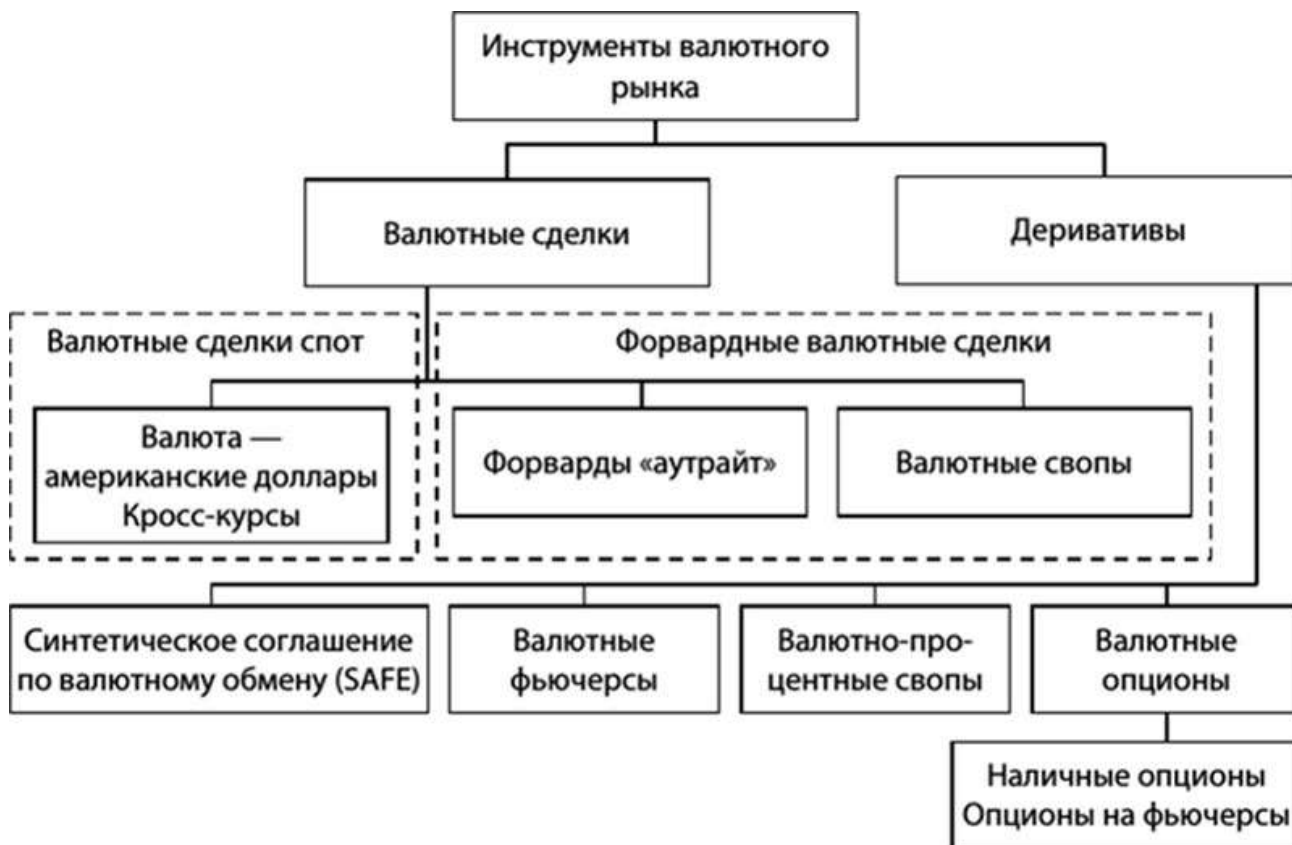 Инструменты валютного
рынка
Валютные сделки
Деривативы
Валютные сделки спот
Форвардные валютные сделки
Валюта —
американские доллары
Кросс-курсы
Форварды «аутрайт»
Валютные свопы
Синтетическое соглашение
по валютному обмену (SAFE)
Валютные
фьючерсы
Валютно-про-
центные свопы
Валютные
опционы
Наличные опционы
Опционы на фьючерсы